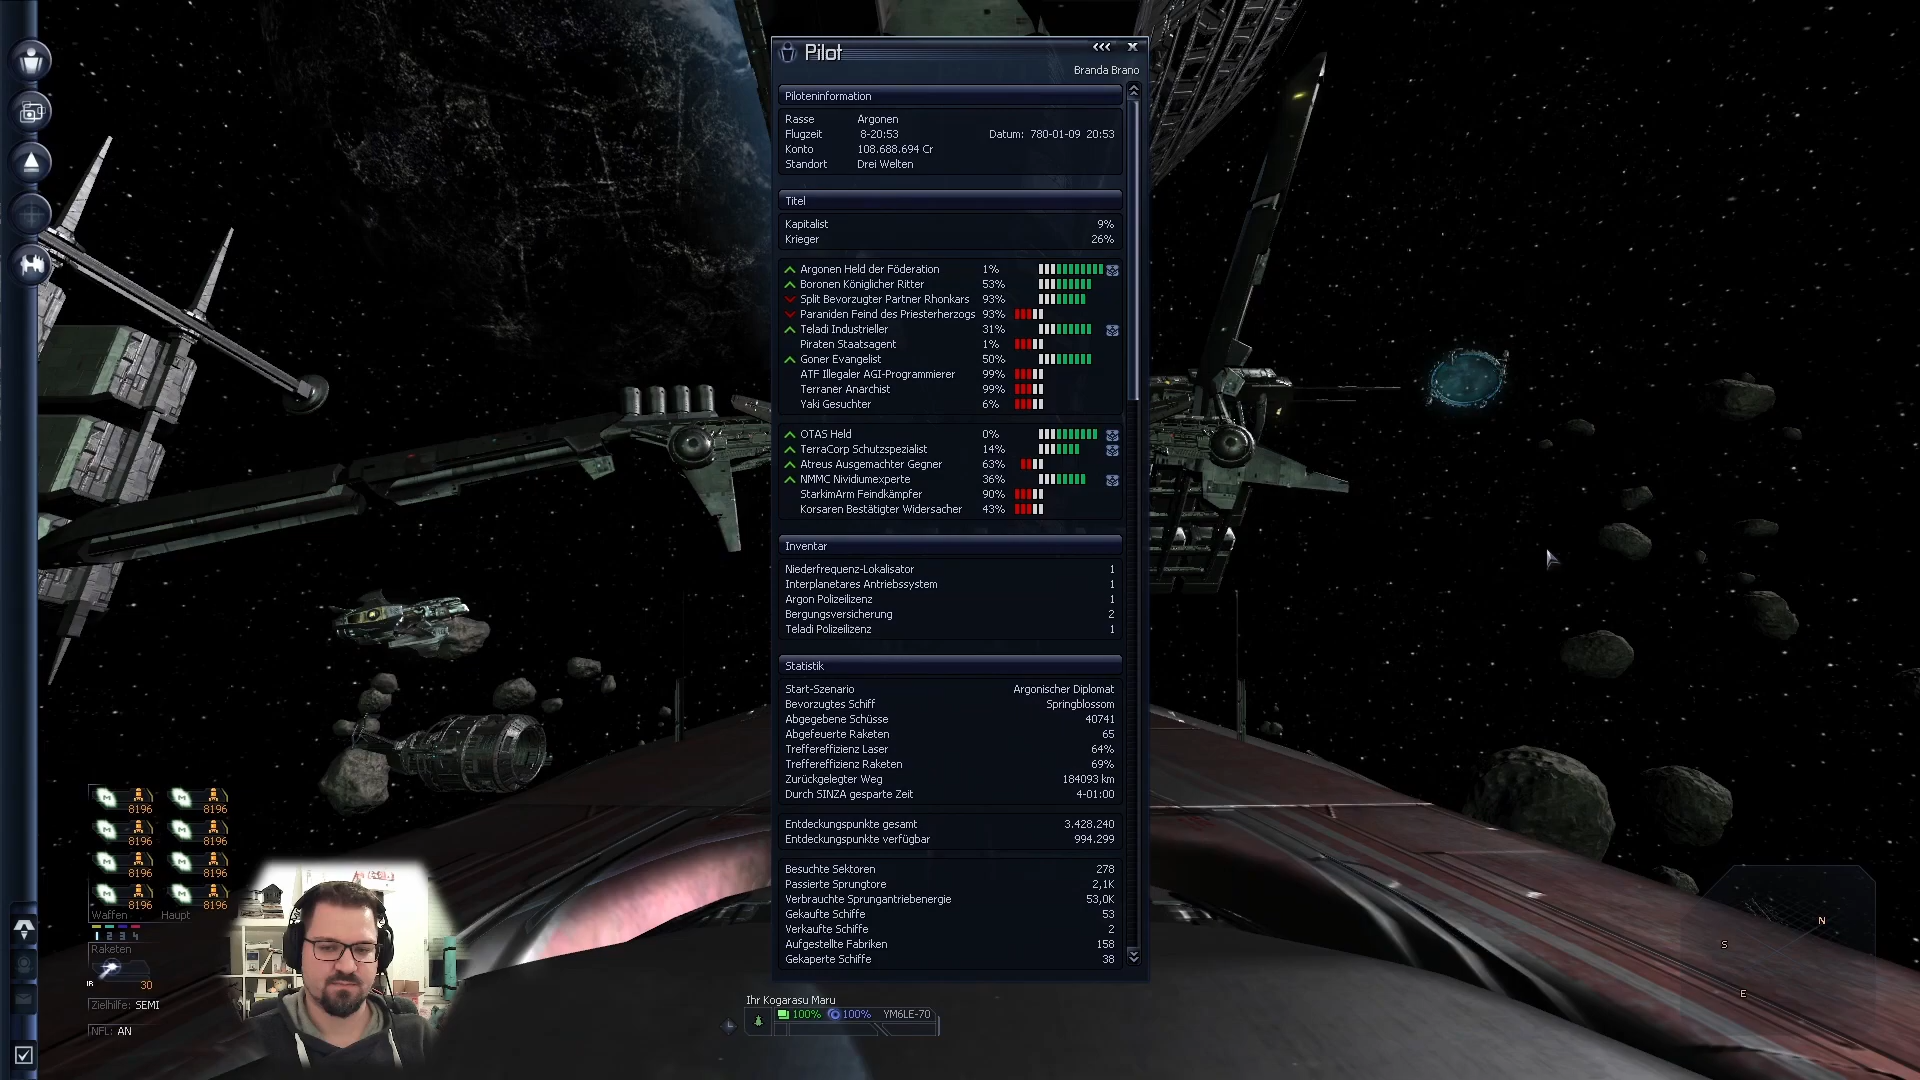 Pilot
Branda Brano
Piloteninformation
Rasse Argonen
Flugzeit 8-20:53 Datum: 780-01-09 20:53
Konto 108.688.694 Cr
Standort Drei Welten
Titel
Kapitalist 9%
Krieger 26%
Argonen Held der Föderation 1%
Boronen Königlicher Ritter 53%
Split Bevorzugter Partner Rhonkars 93%
Paraniden Feind des Priesterherzogs 93%
Teladi Industrieller 31%
Piraten Staatsagent 1%
Goner Evangelist 50%
ATF Illegaler AGI-Programmierer 99%
Terraner Anarchist 99%
Yaki Gesuchter 6%
OTAS Held 0%
TerraCorp Schutzspezialist 14%
Atreus Ausgemachter Gegner 63%
NMMC Nividiumexperte 36%
StarkimArm Feindkämpfer 90%
Korsaren Bestätigter Widersacher 43%
Inventar
Niederfrequenz-Lokalisator 1
Interplanetares Antriebssystem 1
Argon Polizeilizenz 1
Bergungsversicherung 2
Teladi Polizeilizenz 1
Statistik
Start-Szenario Argonischer Diplomat
Bevorzugtes Schiff Springblossom
Abgegebene Schüsse 40741
Abgefeuerte Raketen 65
Treffereffizienz Laser 64%
Treffereffizienz Raketen 69%
Zurückgelegter Weg 184093 km
Durch SINZA gesparte Zeit 4-01:00
Entdeckungspunkte gesamt 3.428.240
Entdeckungspunkte verfügbar 994.299
Besuchte Sektoren 278
Passierte Sprungtore 2,1K
Verbrauchte Sprungantriebenergie 53,0K
Gekaufte Schiffe 53
Verkaufte Schiffe 2
Aufgestellte Fabriken 158
Gekaperte Schiffe 38
M 8196 M 8196
M 8196 M 8196
M 8196 M 8196
M 8196 M 8196
Waffen Haupt
1 2 3 4
Raketen
IR 30
Zielhilfe: SEMI
NFL: AN
Ihr Kogarasu Maru
100% 100% YM6LE-70
N
S
E